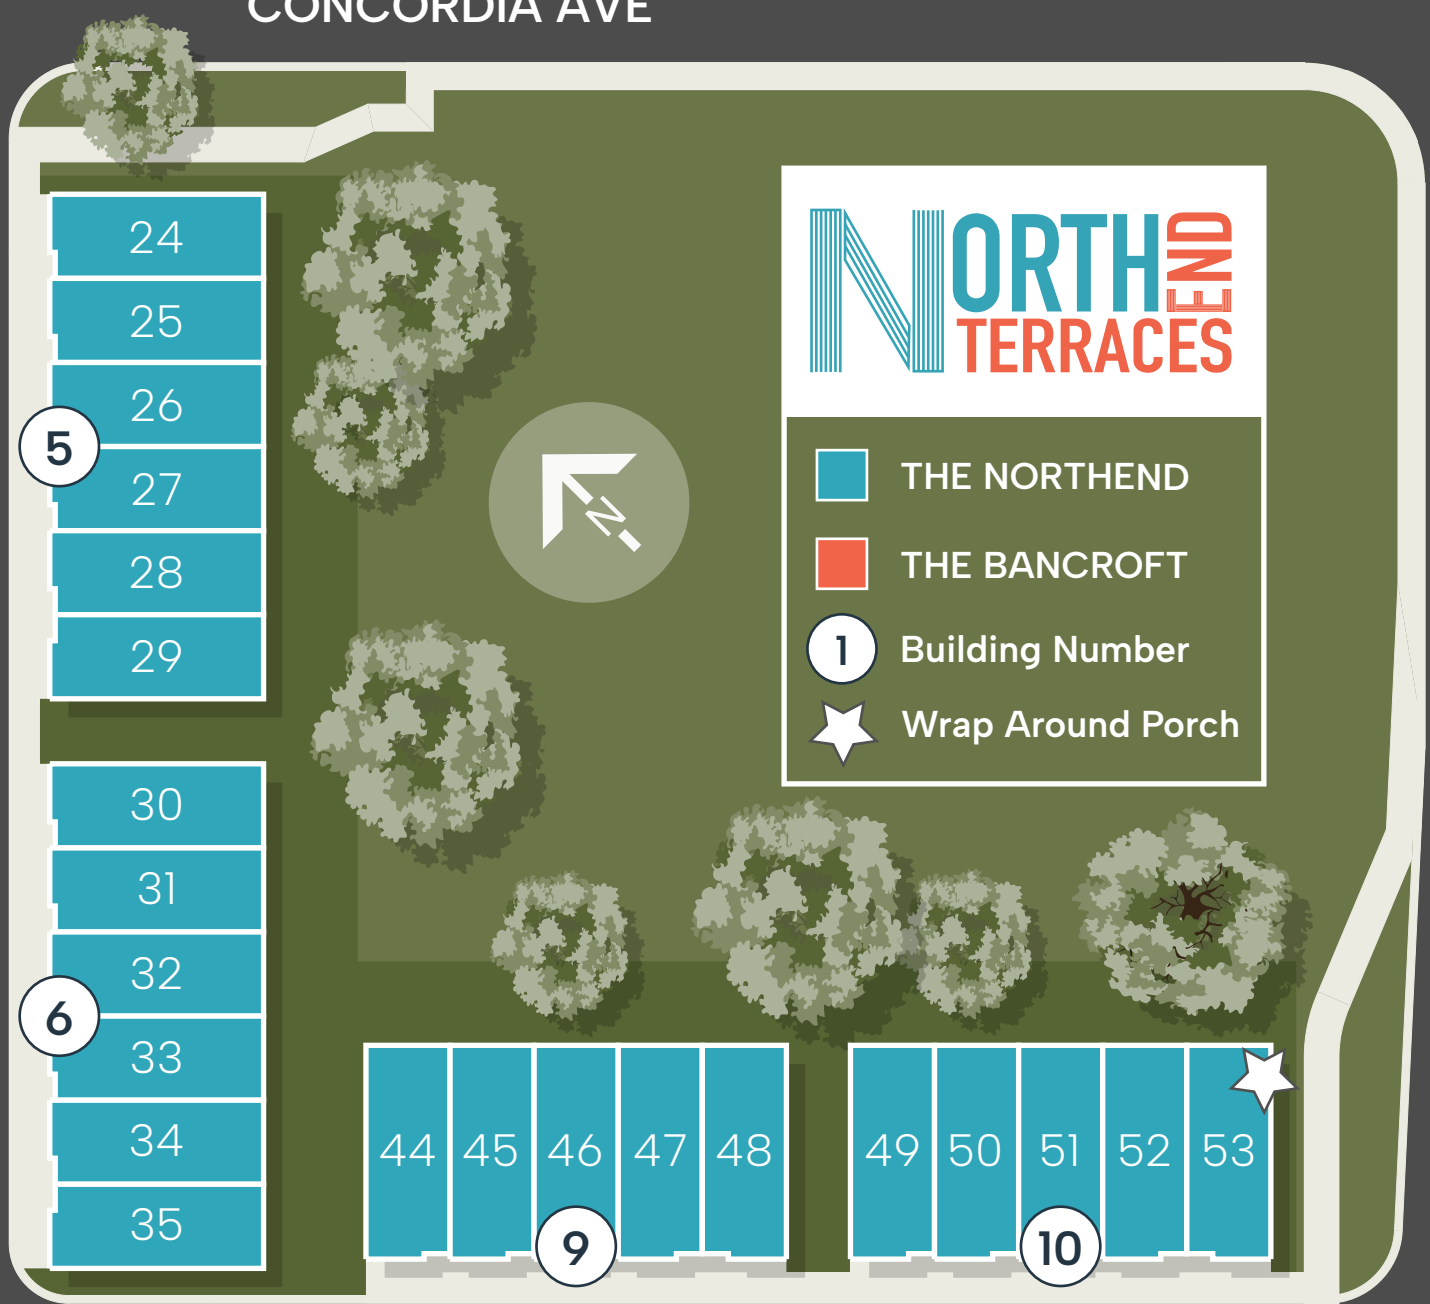 CONCORDIA AVE
NORTH END
TERRACES
THE NORTHEND
THE BANCROFT
1 Building Number
Wrap Around Porch
N
24
25
26
27
28
29
5
30
31
32
33
34
35
6
44 45 46 47 48
9
49 50 51 52 53
10